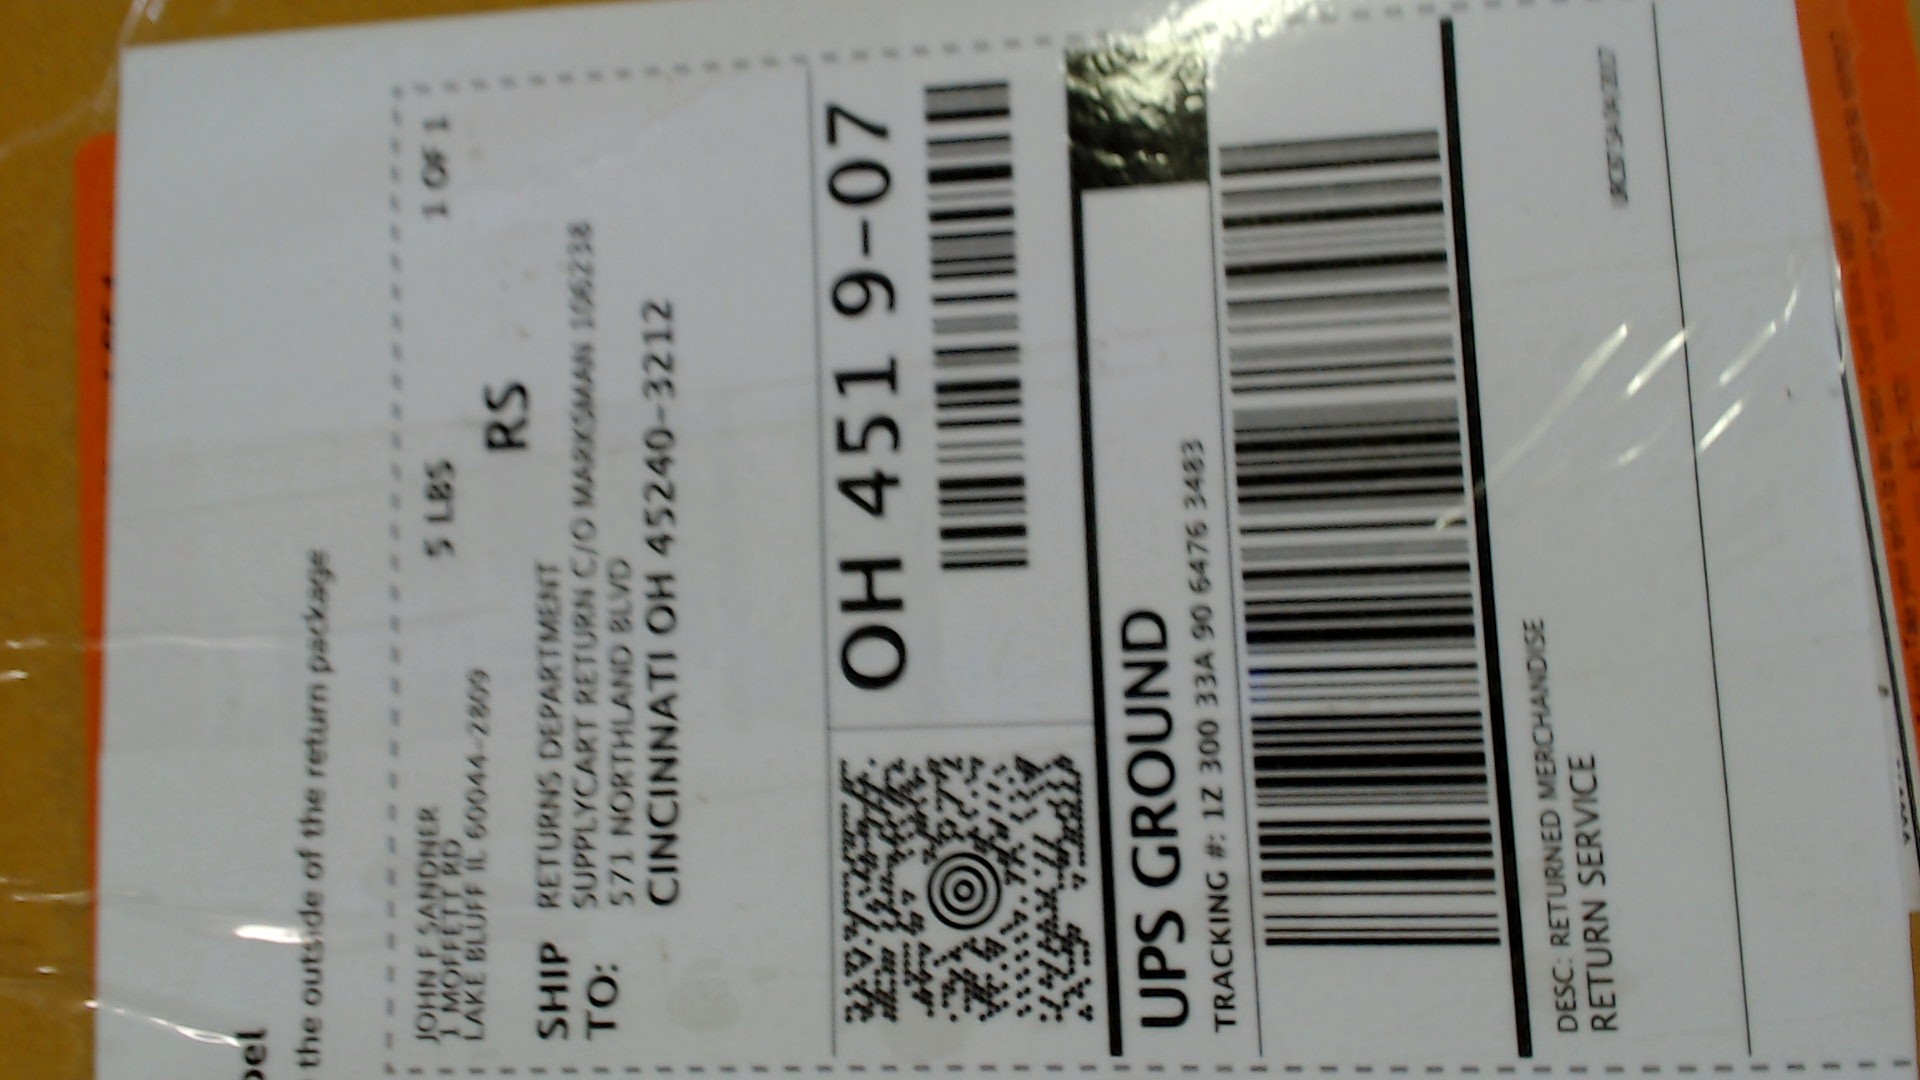 bel
the outside of the return package
JOHN F SANDNER
1 MOFFETT RD
LAKE BLUFF IL 60044-2809
5 LBS
1 OF 1
RS
SHIP TO:
RETURNS DEPARTMENT
SUPPLYCART RETURN C/O MARKSMAN 106238
571 NORTHLAND BLVD
CINCINNATI OH 45240-3212
OH 451 9-07
UPS GROUND
TRACKING #: 1Z 300 33A 90 6476 3483
DESC: RETURNED MERCHANDISE
RETURN SERVICE